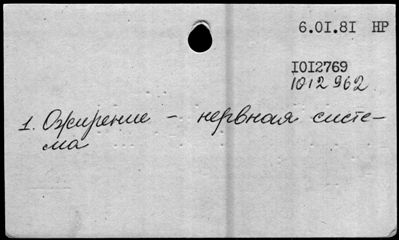 6.01.81 НР
1012769
1012962
1. Ожирение – нервная систе-
ма